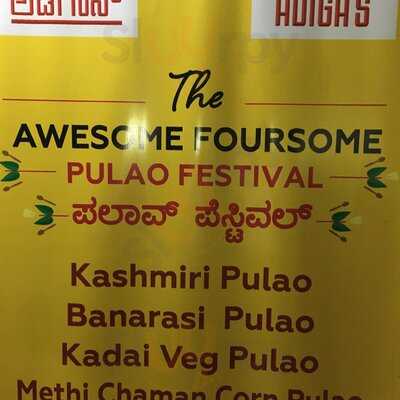 ಅಡಿಗಾಸ್ ADIGA'S
The
AWESOME FOURSOME
PULAO FESTIVAL
ಪಲಾವ್ ಫೆಸ್ಟಿವಲ್
Kashmiri Pulao
Banarasi Pulao
Kadai Veg Pulao
Methi Chaman Corn Pulao